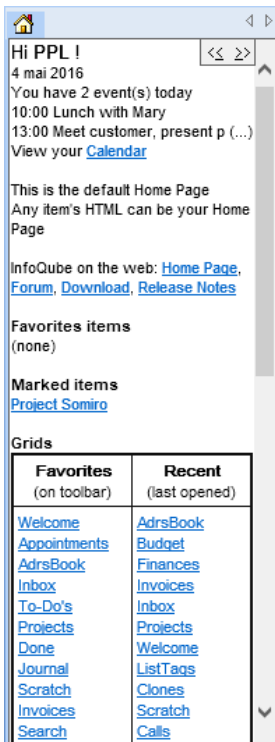 Hi PPL !
<< >>
4 mai 2016
You have 2 event(s) today
10:00 Lunch with Mary
13:00 Meet customer, present p (...)
View your Calendar
This is the default Home Page
Any item's HTML can be your Home
Page
InfoQube on the web: Home Page,
Forum, Download, Release Notes
Favorites items
(none)
Marked items
Project Somiro
Grids
Favorites Recent
(on toolbar) (last opened)
Welcome AdrsBook
Appointments Budget
AdrsBook Finances
Inbox Invoices
To-Do's Inbox
Projects Projects
Done Welcome
Journal ListTags
Scratch Clones
Invoices Scratch
Search Calls